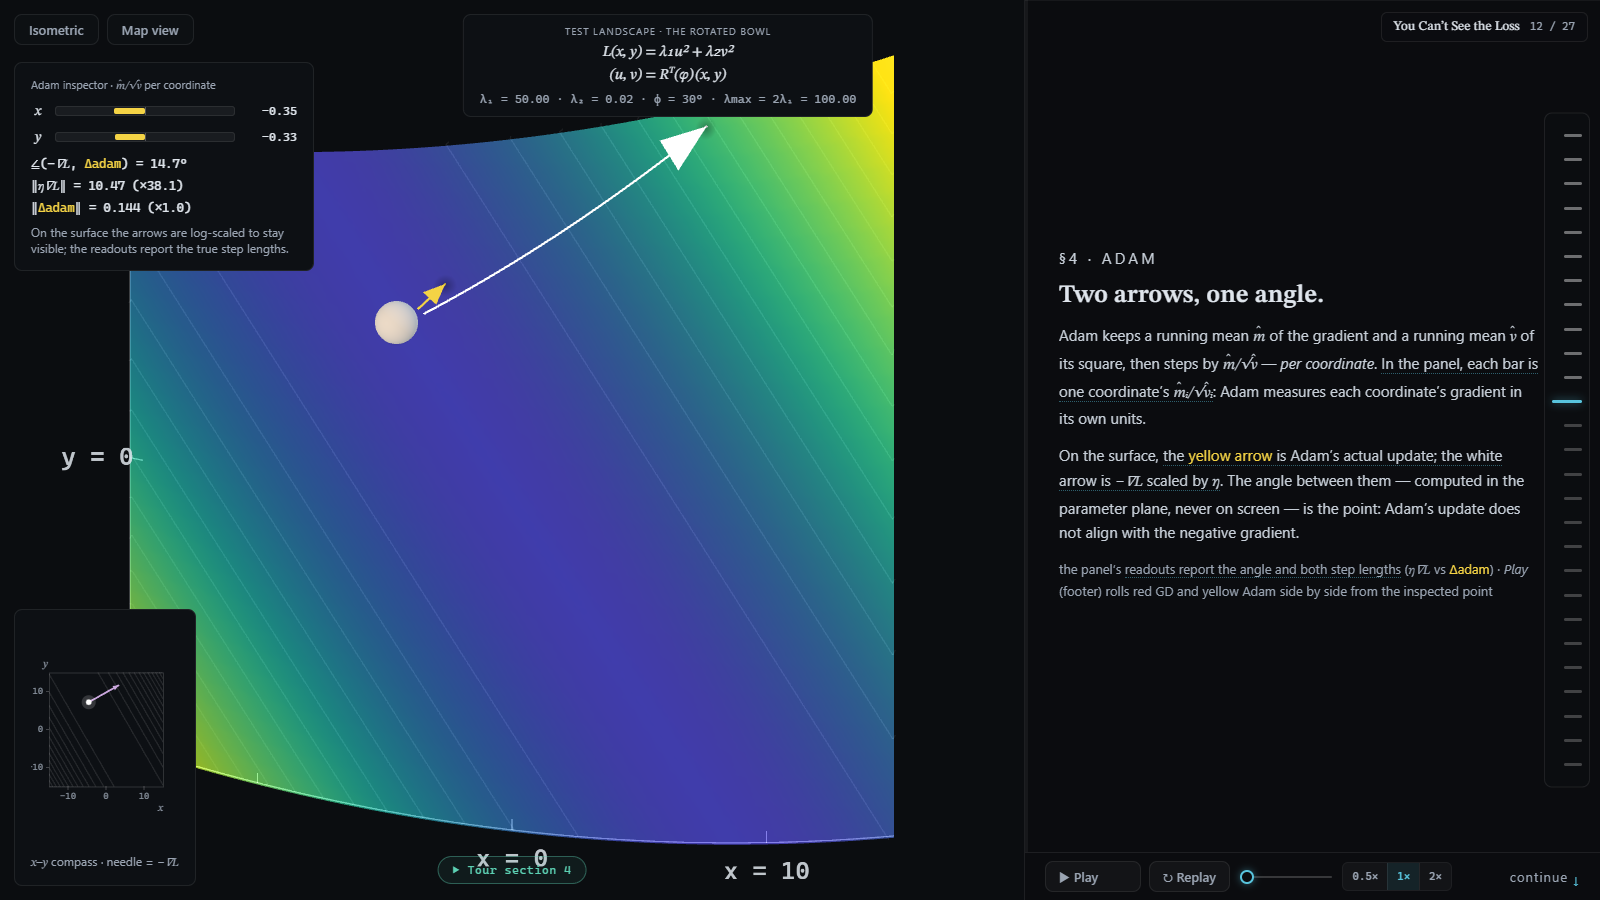 Isometric
Map view
TEST LANDSCAPE · THE ROTATED BOWL
L(x, y) = λ₁u² + λ₂v²
(u, v) = Rᵀ(φ)(x, y)
λ₁ = 50.00 · λ₂ = 0.02 · ϕ = 30° · λmax = 2λ₁ = 100.00
Adam inspector · m̂/√v̂ per coordinate
x −0.35
y −0.33
∠(−∇L, Δadam) = 14.7°
‖η∇L‖ = 10.47 (×38.1)
‖Δadam‖ = 0.144 (×1.0)
On the surface the arrows are log-scaled to stay
visible; the readouts report the true step lengths.
y = 0
x = 0
x = 10
y
10
0
-10
−10 0 10
x
x–y compass · needle = −∇L
▶ Tour section 4
You Can’t See the Loss 12 / 27
§4 · ADAM
Two arrows, one angle.
Adam keeps a running mean m̂ of the gradient and a running mean v̂ of
its square, then steps by m̂/√v̂ — per coordinate. In the panel, each bar is
one coordinate’s m̂ᵢ/√v̂ᵢ: Adam measures each coordinate’s gradient in
its own units.
On the surface, the yellow arrow is Adam’s actual update; the white
arrow is −∇L scaled by η. The angle between them — computed in the
parameter plane, never on screen — is the point: Adam’s update does
not align with the negative gradient.
the panel’s readouts report the angle and both step lengths (η∇L vs Δadam) · Play
(footer) rolls red GD and yellow Adam side by side from the inspected point
▶ Play
↻ Replay
0.5×
1×
2×
continue ↓